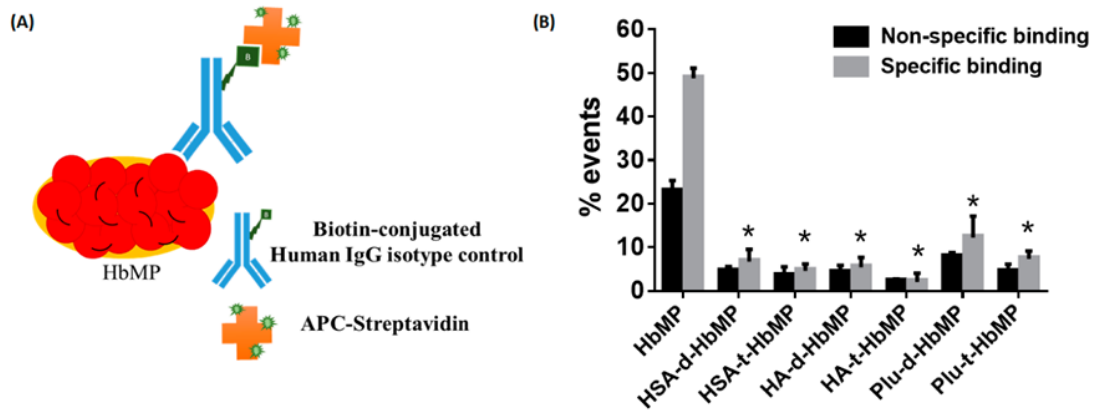 (A)
B
HbMP
B
Biotin-conjugated
Human IgG isotype control
APC-Streptavidin
(B)
Non-specific binding
Specific binding
% events
60
50
40
30
20
10
0
* * * * * *
HbMP
HSA-d-HbMP
HSA-t-HbMP
HA-d-HbMP
HA-t-HbMP
Plu-d-HbMP
Plu-t-HbMP